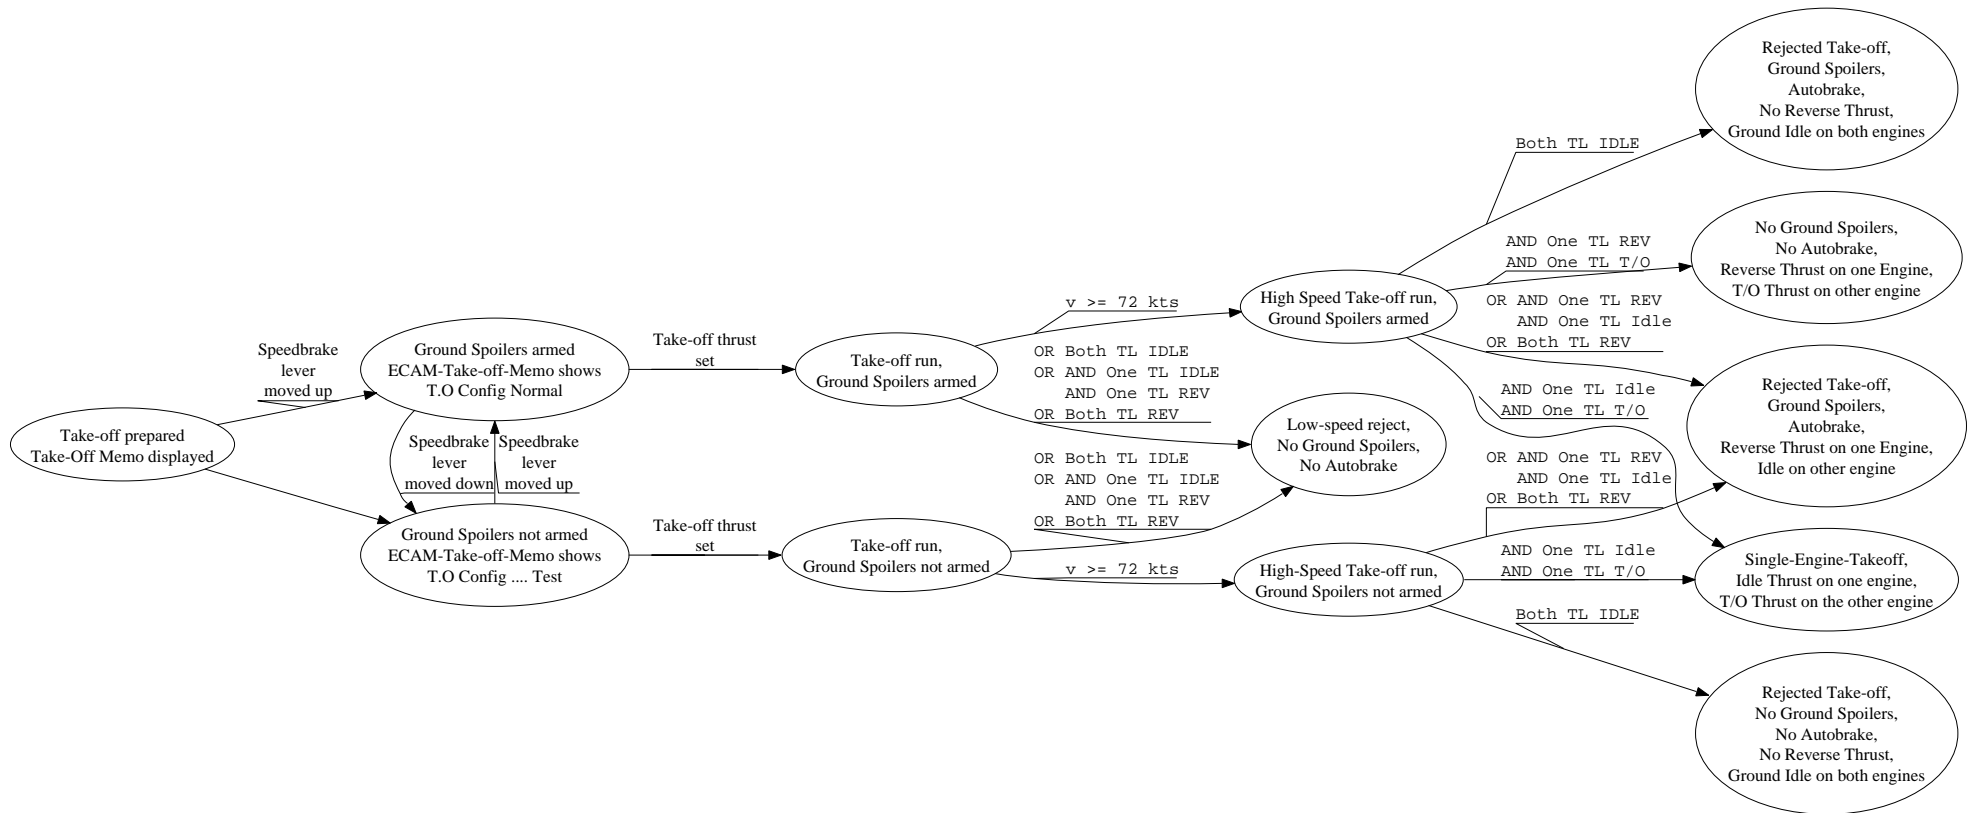 Take-off prepared
Take-Off Memo displayed
Speedbrake
lever
moved up
Ground Spoilers armed
ECAM-Take-off-Memo shows
T.O Config Normal
Speedbrake
lever
moved down
Speedbrake
lever
moved up
Ground Spoilers not armed
ECAM-Take-off-Memo shows
T.O Config .... Test
Take-off thrust
set
Take-off thrust
set
Take-off run,
Ground Spoilers armed
Take-off run,
Ground Spoilers not armed
v >= 72 kts
OR Both TL IDLE
OR AND One TL IDLE
AND One TL REV
OR Both TL REV
OR Both TL IDLE
OR AND One TL IDLE
AND One TL REV
OR Both TL REV
v >= 72 kts
High Speed Take-off run,
Ground Spoilers armed
Low-speed reject,
No Ground Spoilers,
No Autobrake
High-Speed Take-off run,
Ground Spoilers not armed
Both TL IDLE
AND One TL REV
AND One TL T/O
OR AND One TL REV
AND One TL Idle
OR Both TL REV
AND One TL Idle
AND One TL T/O
OR AND One TL REV
AND One TL Idle
OR Both TL REV
AND One TL Idle
AND One TL T/O
Both TL IDLE
Rejected Take-off,
Ground Spoilers,
Autobrake,
No Reverse Thrust,
Ground Idle on both engines
No Ground Spoilers,
No Autobrake,
Reverse Thrust on one Engine,
T/O Thrust on other engine
Rejected Take-off,
Ground Spoilers,
Autobrake,
Reverse Thrust on one Engine,
Idle on other engine
Single-Engine-Takeoff,
Idle Thrust on one engine,
T/O Thrust on the other engine
Rejected Take-off,
No Ground Spoilers,
No Autobrake,
No Reverse Thrust,
Ground Idle on both engines